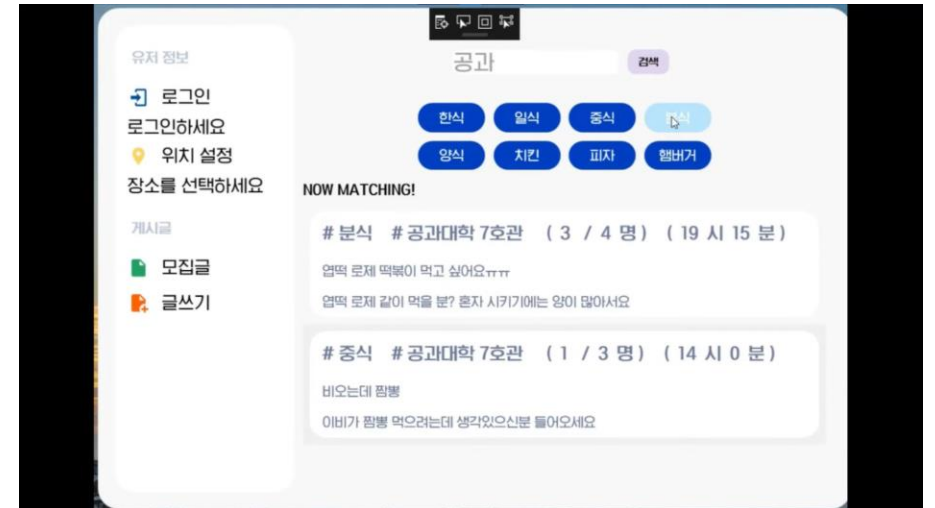 유저 정보
로그인
로그인하세요
위치 설정
장소를 선택하세요
게시글
모집글
글쓰기
공과
검색
한식
일식
중식
양식
치킨
피자
햄버거
NOW MATCHING!
# 분식 # 공과대학 7호관 ( 3 / 4 명 ) ( 19 시 15 분 )
엽떡 로제 떡볶이 먹고 싶어요ㅠㅠ
엽떡 로제 같이 먹을 분? 혼자 시키기에는 양이 많아서요
# 중식 # 공과대학 7호관 ( 1 / 3 명 ) ( 14 시 0 분 )
비오는데 짬뽕
이비가 짬뽕 먹으려는데 생각있으신분 들어오세요